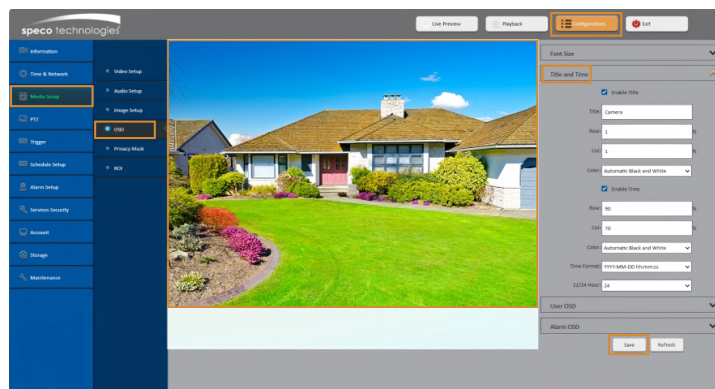 speco technologies
Live Preview
Playback
Configurations
Exit
Information
Time & Network
Media Setup
PTZ
Trigger
Schedule Setup
Alarm Setup
Services Security
Account
Storage
Maintenance
Video Setup
Audio Setup
Image Setup
OSD
Privacy Mask
ROI
Font Size
Title and Time
Enable Title
Title: Camera
Row: 1 %
Col: 1 %
Color: Automatic Black and White
Enable Time
Row: 90 %
Col: 70 %
Color: Automatic Black and White
Time Format: YYYY-MM-DD hh:mm:ss
12/24 Hour: 24
User OSD
Alarm OSD
Save
Refresh